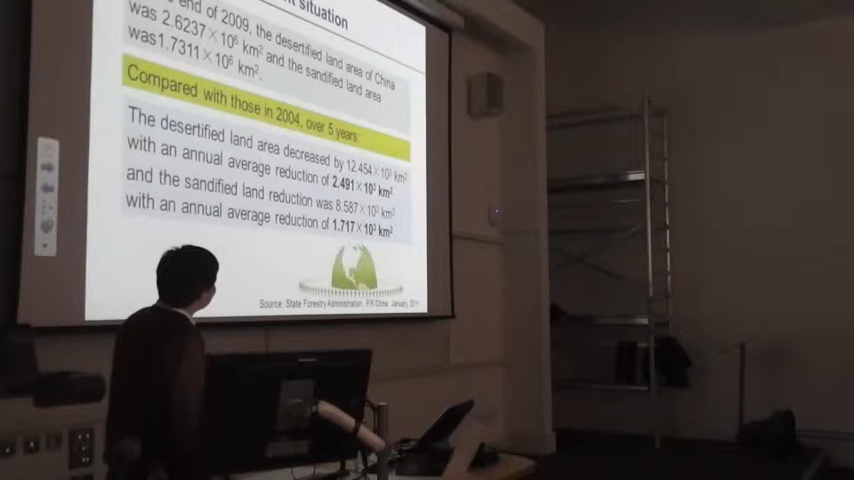 nt situation
end of 2009, the desertified land area of China
was 2.6237×10⁶ km² and the sandified land area
was1.7311×10⁶ km².
Compared with those in 2004, over 5 years:
The desertified land area decreased by 12.454×10³ km²
with an annual average reduction of 2.491×10³ km²
and the sandified land reduction was 8.587×10³ km²
with an annual average reduction of 1.717×10³ km²
Source: State Forestry Administration, P.R China January, 2011